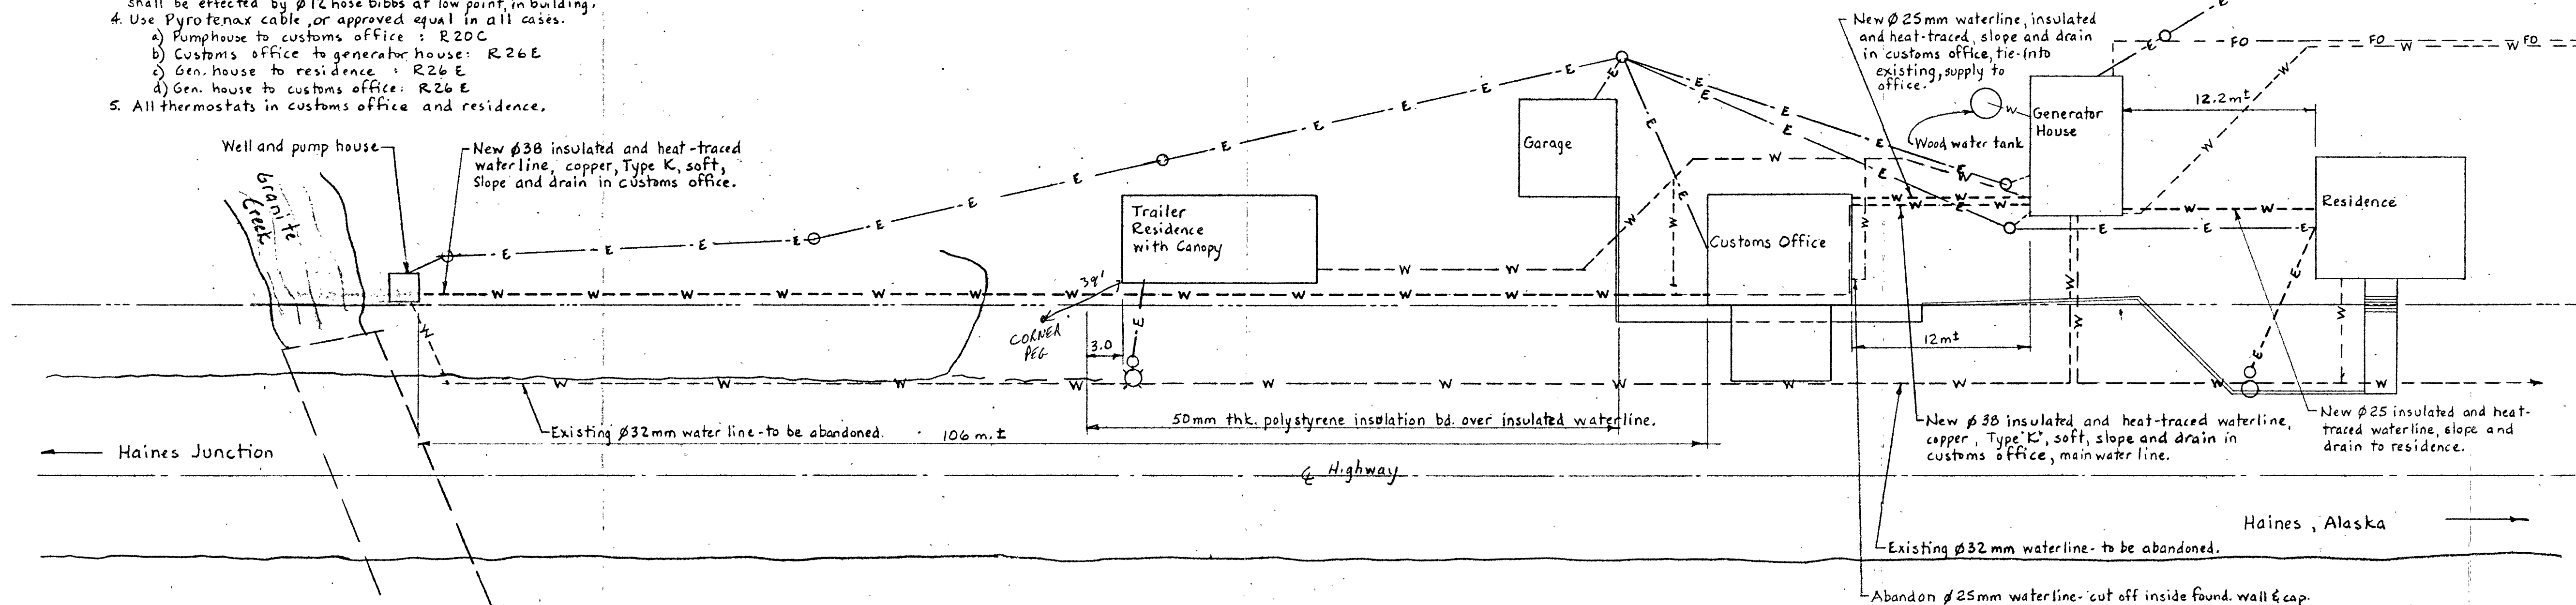 shall be effected by Ø12 hose bibbs at low point, in building.
4. Use Pyrotenax cable, or approved equal in all cases.
a) Pumphouse to customs office : R20C
b) Customs office to generator house: R26E
c) Gen. house to residence : R26E
d) Gen. house to customs office: R26E
5. All thermostats in customs office and residence.
Well and pump house
New Ø38 insulated and heat-traced
waterline, copper, Type K, soft,
Slope and drain in customs office.
Granite
Creek
Trailer
Residence
with Canopy
39'
CORNER
PEG
3.0
Garage
Customs Office
New Ø25mm waterline, insulated
and heat-traced, slope and drain
in customs office, tie-into
existing, supply to
office.
Wood water tank
Generator
House
12.2m±
Residence
12m±
Existing Ø32mm water line - to be abandoned.
106 m.±
50mm thk. polystyrene insulation bd. over insulated waterline.
New Ø38 insulated and heat-traced waterline,
copper, Type "K", soft, slope and drain in
customs office, main water line.
New Ø25 insulated and heat-
traced waterline, slope and
drain to residence.
Haines Junction
℄ Highway
Haines, Alaska
Existing Ø32mm waterline - to be abandoned.
Abandon Ø25mm waterline - cut off inside found. wall & cap.
E E E E E E E E E
E E E E E E E E E
W W W W W W W W W W W W
W W W W W W W W W W W
FO FO FO